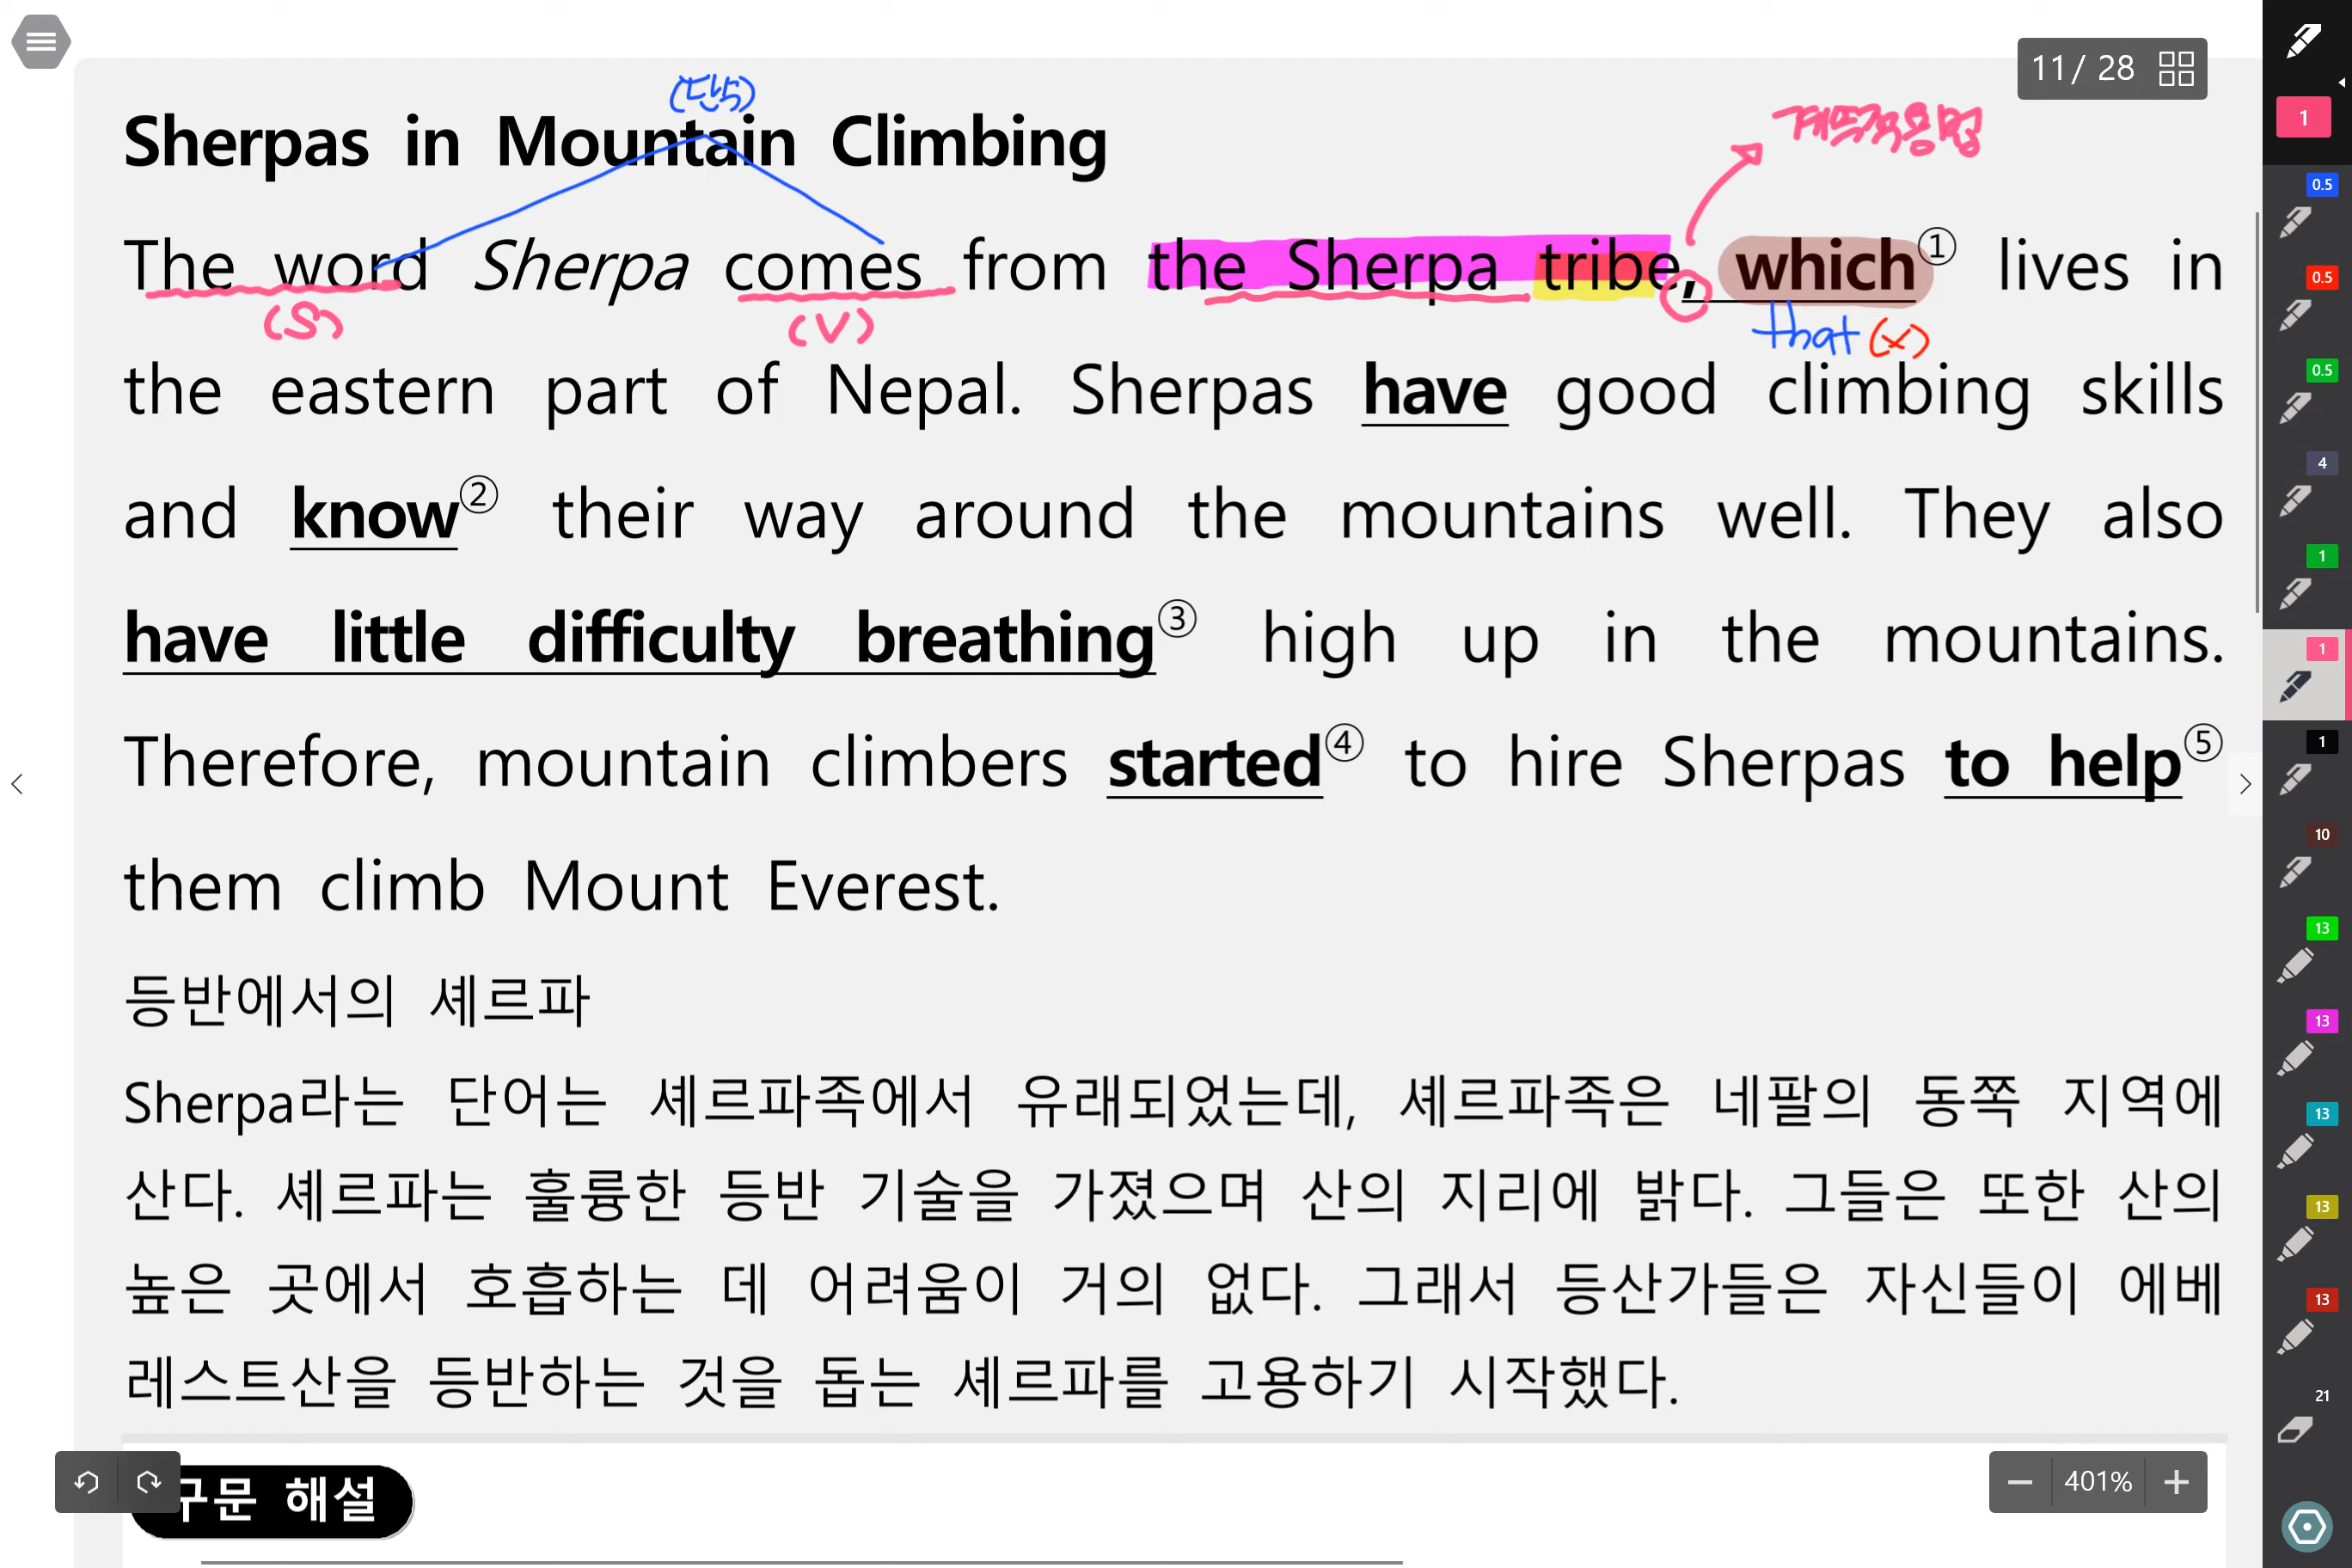 11/ 28
(단수)
계속적용법
Sherpas in Mountain Climbing
The word Sherpa comes from the Sherpa tribe, which① lives in
(S)
(V)
that (x)
the eastern part of Nepal. Sherpas have good climbing skills
and know② their way around the mountains well. They also
have little difficulty breathing③ high up in the mountains.
Therefore, mountain climbers started④ to hire Sherpas to help⑤
them climb Mount Everest.
등반에서의 셰르파
Sherpa라는 단어는 셰르파족에서 유래되었는데, 셰르파족은 네팔의 동쪽 지역에
산다. 셰르파는 훌륭한 등반 기술을 가졌으며 산의 지리에 밝다. 그들은 또한 산의
높은 곳에서 호흡하는 데 어려움이 거의 없다. 그래서 등산가들은 자신들이 에베
레스트산을 등반하는 것을 돕는 셰르파를 고용하기 시작했다.
구문 해설
401%
1
0.5
0.5
0.5
4
1
1
1
10
13
13
13
13
13
21